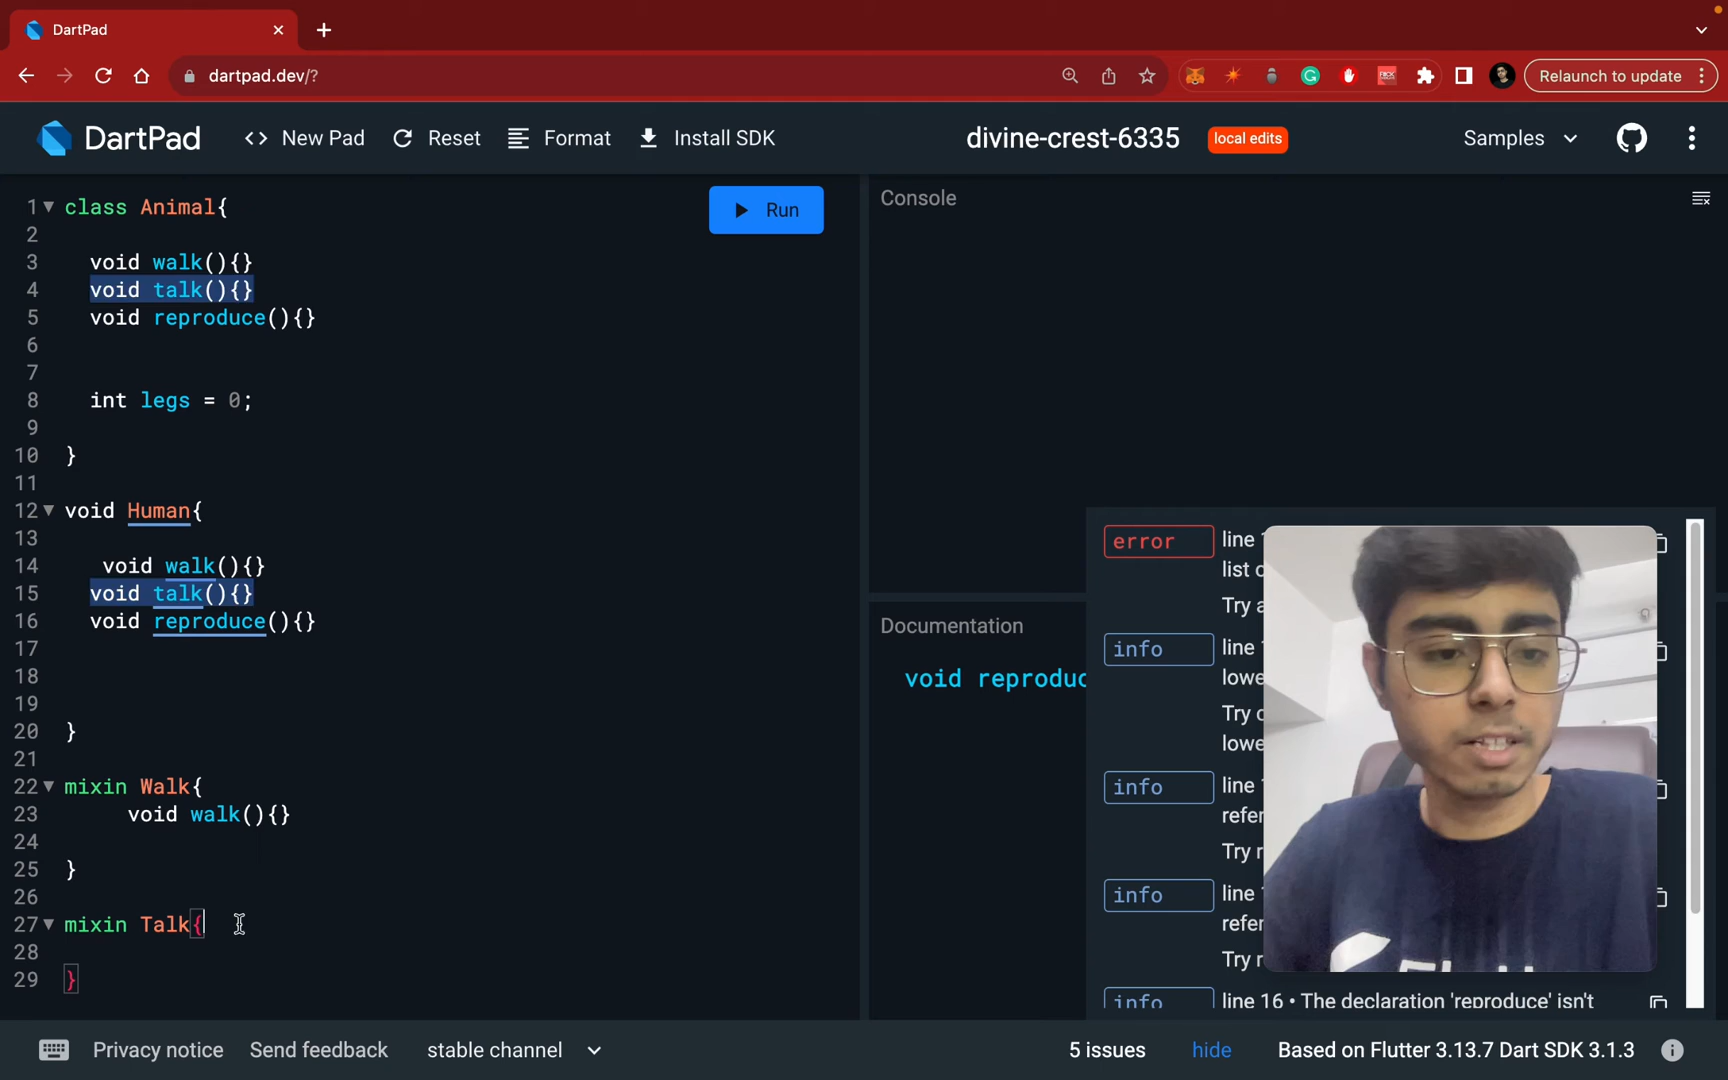 DartPad
dartpad.dev/?
Relaunch to update
DartPad
<> New Pad
Reset
Format
Install SDK
divine-crest-6335
local edits
Samples
1 class Animal{
2
3 void walk(){}
4 void talk(){}
5 void reproduce(){}
6
7
8 int legs = 0;
9
10 }
11
12 void Human{
13
14 void walk(){}
15 void talk(){}
16 void reproduce(){}
17
18
19
20 }
21
22 mixin Walk{
23 void walk(){}
24
25 }
26
27 mixin Talk{
28
29 }
Run
Console
Documentation
void reproduc
error
line
list
Try
info
line
lowe
Try
lowe
info
line
refer
Try
info
line
refer
Try
info
line 16 • The declaration 'reproduce' isn't
Privacy notice
Send feedback
stable channel
5 issues
hide
Based on Flutter 3.13.7 Dart SDK 3.1.3